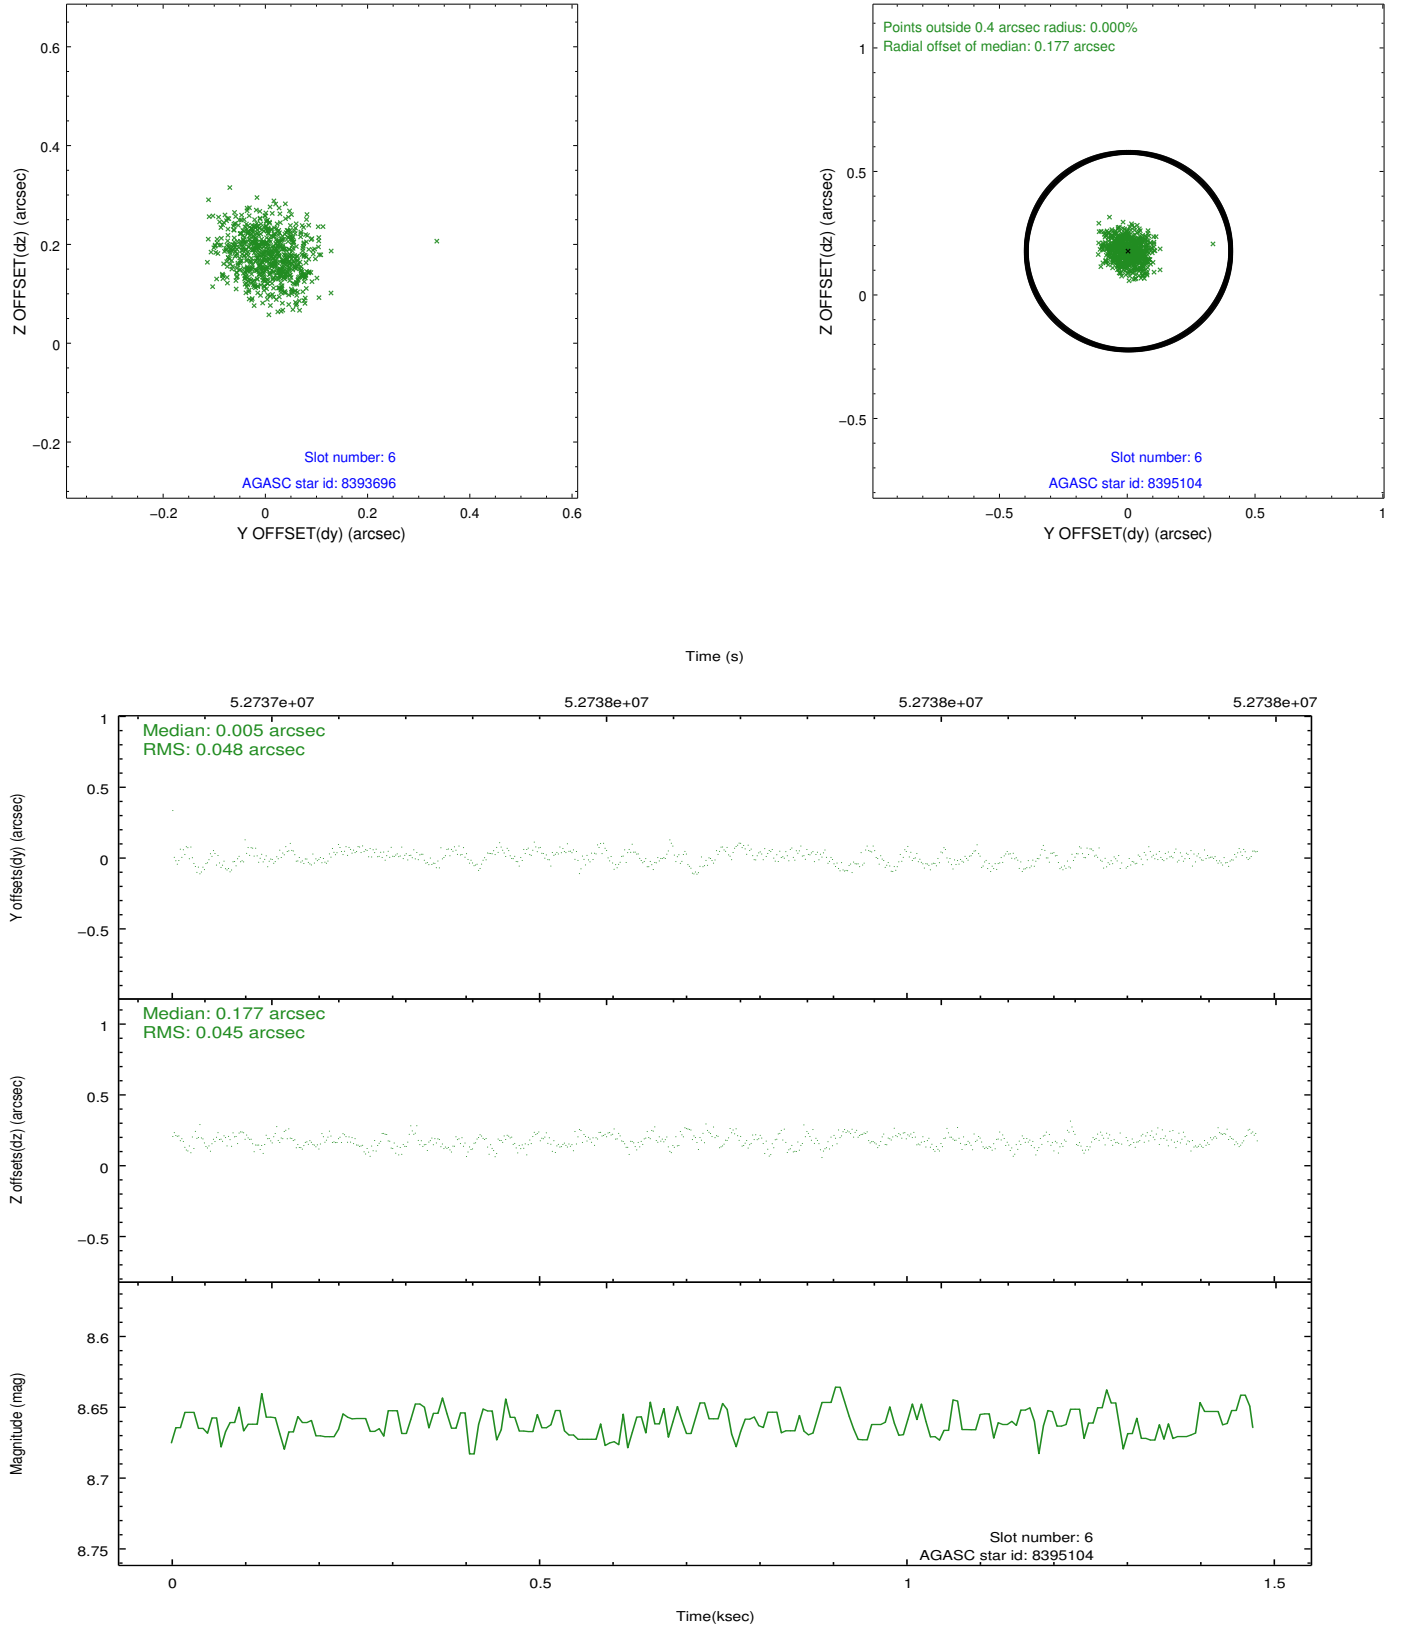 0.6
0.4
0.2
0
−0.2
Z OFFSET(dz) (arcsec)
Slot number: 6
AGASC star id: 8393696
−0.2 0 0.2 0.4 0.6
Y OFFSET(dy) (arcsec)
Points outside 0.4 arcsec radius: 0.000%
Radial offset of median: 0.177 arcsec
1
0.5
0
−0.5
Z OFFSET(dz) (arcsec)
Slot number: 6
AGASC star id: 8395104
−0.5 0 0.5 1
Y OFFSET(dy) (arcsec)
Time (s)
5.2737e+07 5.2738e+07 5.2738e+07 5.2738e+07
Median: 0.005 arcsec
RMS: 0.048 arcsec
1
0.5
0
−0.5
Y offsets(dy) (arcsec)
Median: 0.177 arcsec
RMS: 0.045 arcsec
1
0.5
0
−0.5
Z offsets(dz) (arcsec)
8.6
8.65
8.7
8.75
Magnitude (mag)
Slot number: 6
AGASC star id: 8395104
0 0.5 1 1.5
Time(ksec)